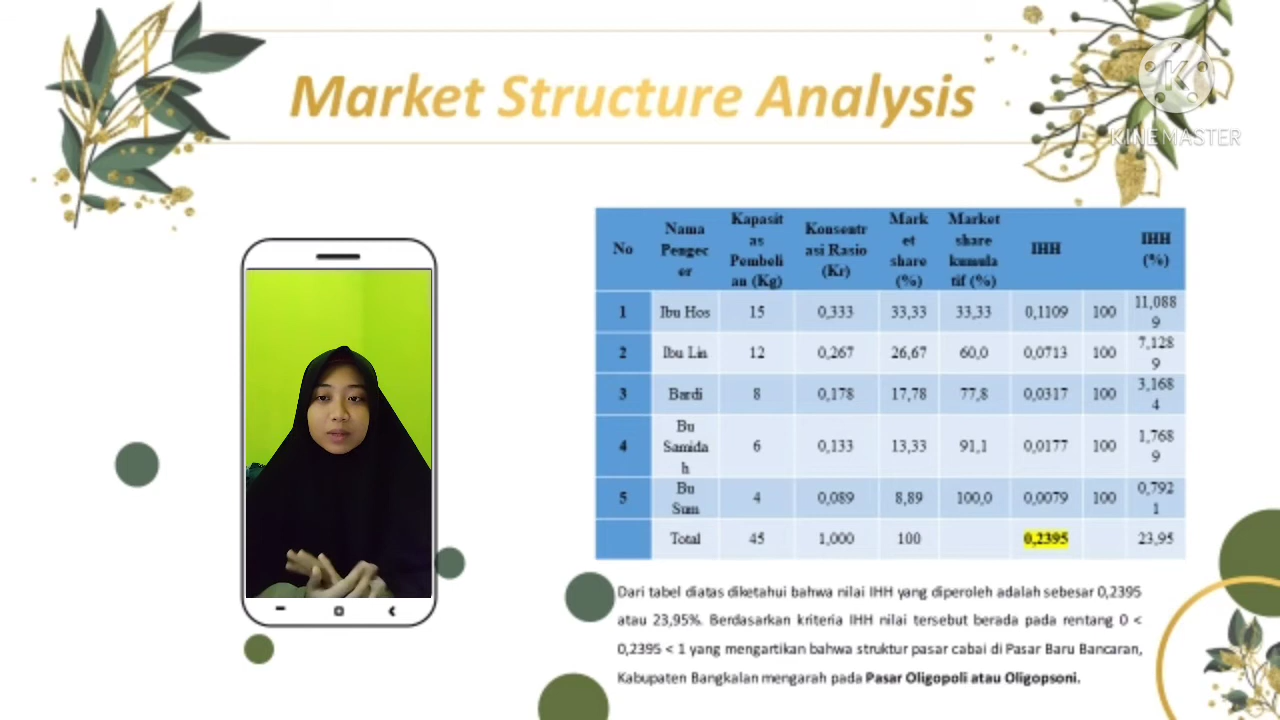 Market Structure Analysis
KINEMASTER
No Nama Pengecer Kapasitas Pembelian (Kg) Konsentrasi Rasio (Kr) Market share (%) Market share kumulatif (%) IHH IHH (%)
1 Ibu Hos 15 0,333 33,33 33,33 0,1109 100 11,0889
2 Ibu Lin 12 0,267 26,67 60,0 0,0713 100 7,1289
3 Bardi 8 0,178 17,78 77,8 0,0317 100 3,1684
4 Bu Samidah 6 0,133 13,33 91,1 0,0177 100 1,7689
5 Bu Sum 4 0,089 8,89 100,0 0,0079 100 0,7921
Total 45 1,000 100 0,2395 23,95
Dari tabel diatas diketahui bahwa nilai IHH yang diperoleh adalah sebesar 0,2395
atau 23,95%. Berdasarkan kriteria IHH nilai tersebut berada pada rentang 0 <
0,2395 < 1 yang mengartikan bahwa struktur pasar cabai di Pasar Baru Bancaran,
Kabupaten Bangkalan mengarah pada Pasar Oligopoli atau Oligopsoni.